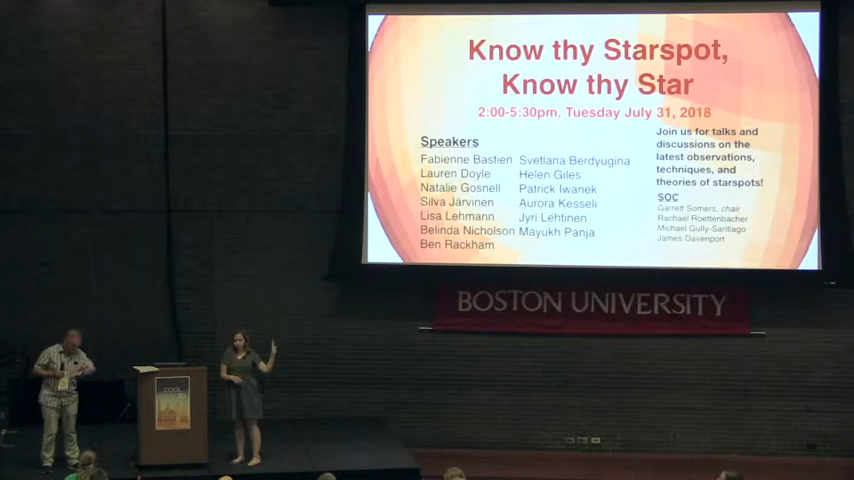 Know thy Starspot,
Know thy Star
2:00-5:30pm, Tuesday July 31, 2018
Speakers
Fabienne Bastien
Lauren Doyle
Natalie Gosnell
Silva Järvinen
Lisa Lehmann
Belinda Nicholson
Ben Rackham
Svetlana Berdyugina
Helen Giles
Patrick Iwanek
Aurora Kesseli
Jyri Lehtinen
Mayukh Panja
Join us for talks and
discussions on the
latest observations,
techniques, and
theories of starspots!
SOC
Garrett Somers, chair
Rachael Roettenbacher
Michael Gully-Santiago
James Davenport
BOSTON UNIVERSITY
COOL